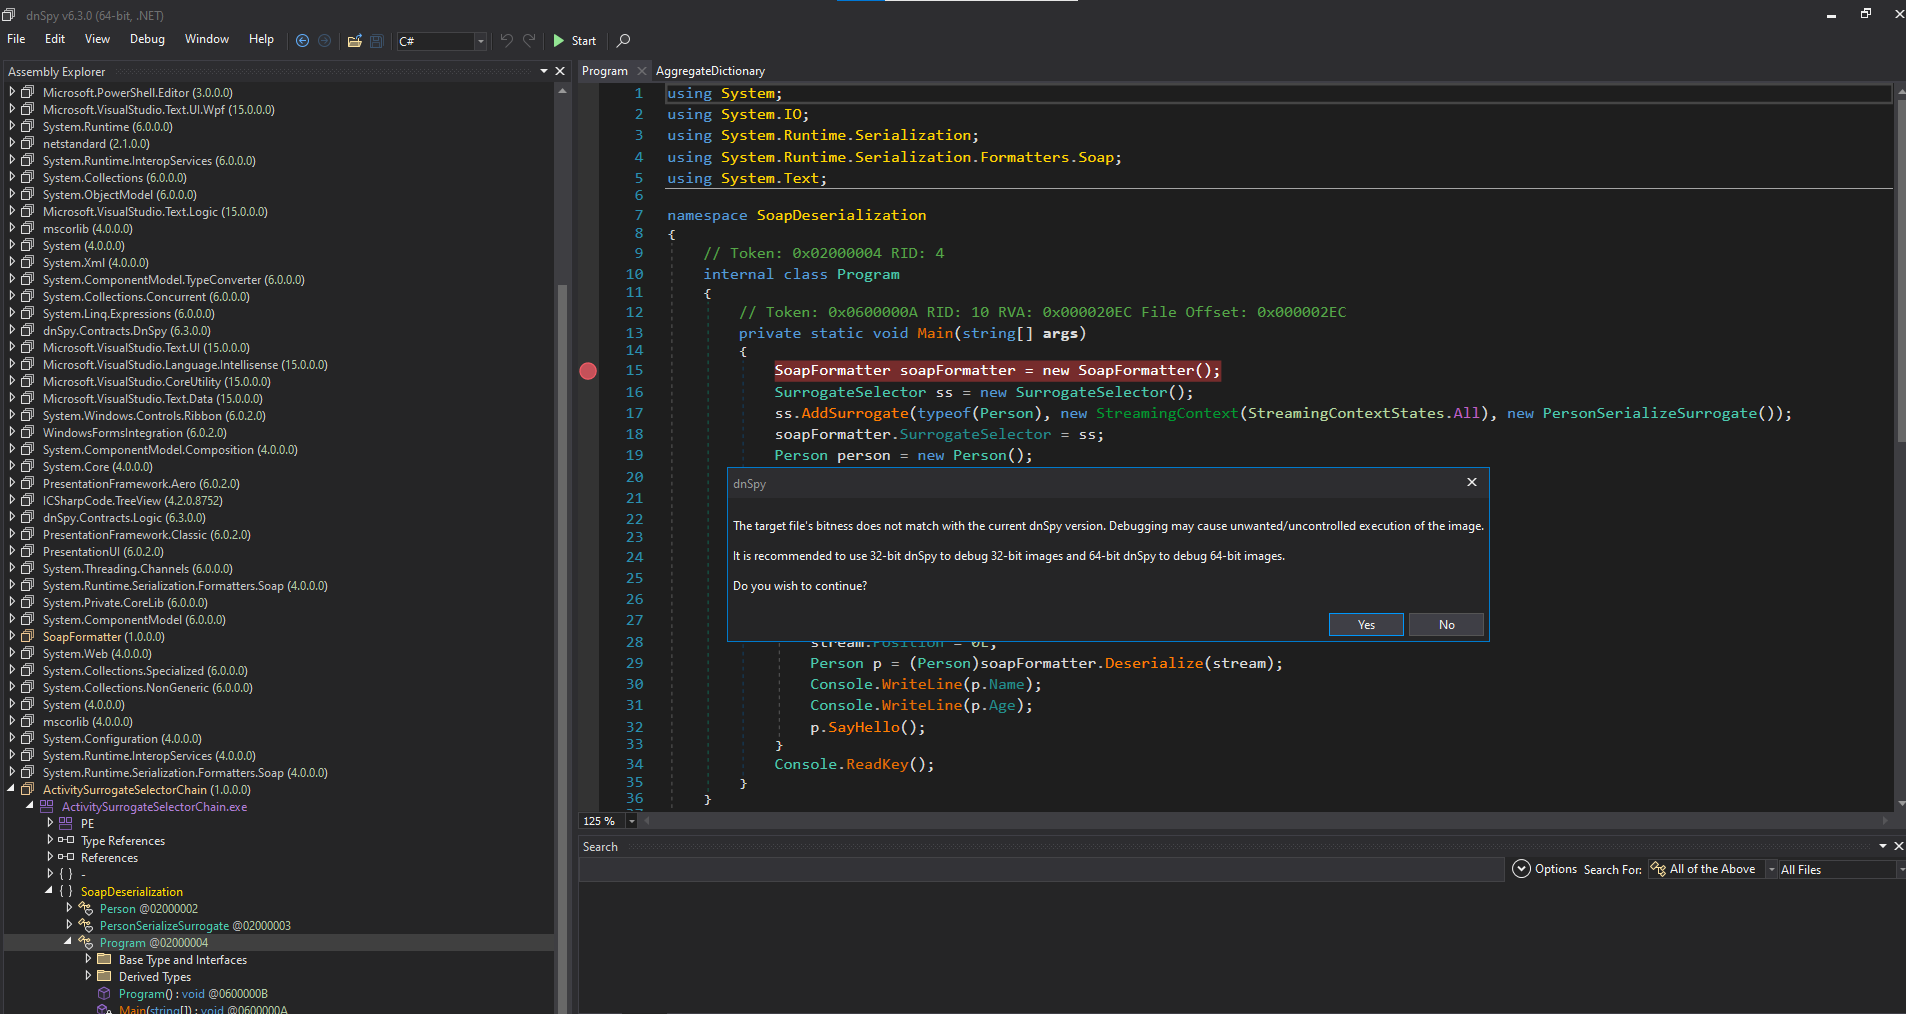 dnSpy v6.3.0 (64-bit, .NET)
File Edit View Debug Window Help C# Start
Assembly Explorer
Microsoft.PowerShell.Editor (3.0.0.0)
Microsoft.VisualStudio.Text.UI.Wpf (15.0.0.0)
System.Runtime (6.0.0.0)
netstandard (2.1.0.0)
System.Runtime.InteropServices (6.0.0.0)
System.Collections (6.0.0.0)
System.ObjectModel (6.0.0.0)
Microsoft.VisualStudio.Text.Logic (15.0.0.0)
mscorlib (4.0.0.0)
System (4.0.0.0)
System.Xml (4.0.0.0)
System.ComponentModel.TypeConverter (6.0.0.0)
System.Collections.Concurrent (6.0.0.0)
System.Linq.Expressions (6.0.0.0)
dnSpy.Contracts.DnSpy (6.3.0.0)
Microsoft.VisualStudio.Text.UI (15.0.0.0)
Microsoft.VisualStudio.Language.Intellisense (15.0.0.0)
Microsoft.VisualStudio.CoreUtility (15.0.0.0)
Microsoft.VisualStudio.Text.Data (15.0.0.0)
System.Windows.Controls.Ribbon (6.0.2.0)
WindowsFormsIntegration (6.0.2.0)
System.ComponentModel.Composition (4.0.0.0)
System.Core (4.0.0.0)
PresentationFramework.Aero (6.0.2.0)
ICSharpCode.TreeView (4.2.0.8752)
dnSpy.Contracts.Logic (6.3.0.0)
PresentationFramework.Classic (6.0.2.0)
PresentationUI (6.0.2.0)
System.Threading.Channels (6.0.0.0)
System.Runtime.Serialization.Formatters.Soap (4.0.0.0)
System.Private.CoreLib (6.0.0.0)
System.ComponentModel (6.0.0.0)
SoapFormatter (1.0.0.0)
System.Web (4.0.0.0)
System.Collections.Specialized (6.0.0.0)
System.Collections.NonGeneric (6.0.0.0)
System (4.0.0.0)
mscorlib (4.0.0.0)
System.Configuration (4.0.0.0)
System.Runtime.InteropServices (4.0.0.0)
System.Runtime.Serialization.Formatters.Soap (4.0.0.0)
ActivitySurrogateSelectorChain (1.0.0.0)
ActivitySurrogateSelectorChain.exe
PE
Type References
References
{ } -
{ } SoapDeserialization
Person @02000002
PersonSerializeSurrogate @02000003
Program @02000004
Base Type and Interfaces
Derived Types
Program() : void @0600000B
Main(string[]) : void @0600000A
Program AggregateDictionary
1 using System;
2 using System.IO;
3 using System.Runtime.Serialization;
4 using System.Runtime.Serialization.Formatters.Soap;
5 using System.Text;
6
7 namespace SoapDeserialization
8 {
9 // Token: 0x02000004 RID: 4
10 internal class Program
11 {
12 // Token: 0x0600000A RID: 10 RVA: 0x000020EC File Offset: 0x000002EC
13 private static void Main(string[] args)
14 {
15 SoapFormatter soapFormatter = new SoapFormatter();
16 SurrogateSelector ss = new SurrogateSelector();
17 ss.AddSurrogate(typeof(Person), new StreamingContext(StreamingContextStates.All), new PersonSerializeSurrogate());
18 soapFormatter.SurrogateSelector = ss;
19 Person person = new Person();
20
21
22
23
24
25
26
27
28 stream.Position = 0L;
29 Person p = (Person)soapFormatter.Deserialize(stream);
30 Console.WriteLine(p.Name);
31 Console.WriteLine(p.Age);
32 p.SayHello();
33 }
34 Console.ReadKey();
35 }
36 }
37
dnSpy
The target file's bitness does not match with the current dnSpy version. Debugging may cause unwanted/uncontrolled execution of the image.
It is recommended to use 32-bit dnSpy to debug 32-bit images and 64-bit dnSpy to debug 64-bit images.
Do you wish to continue?
Yes No
125 %
Search
Options Search For: All of the Above All Files